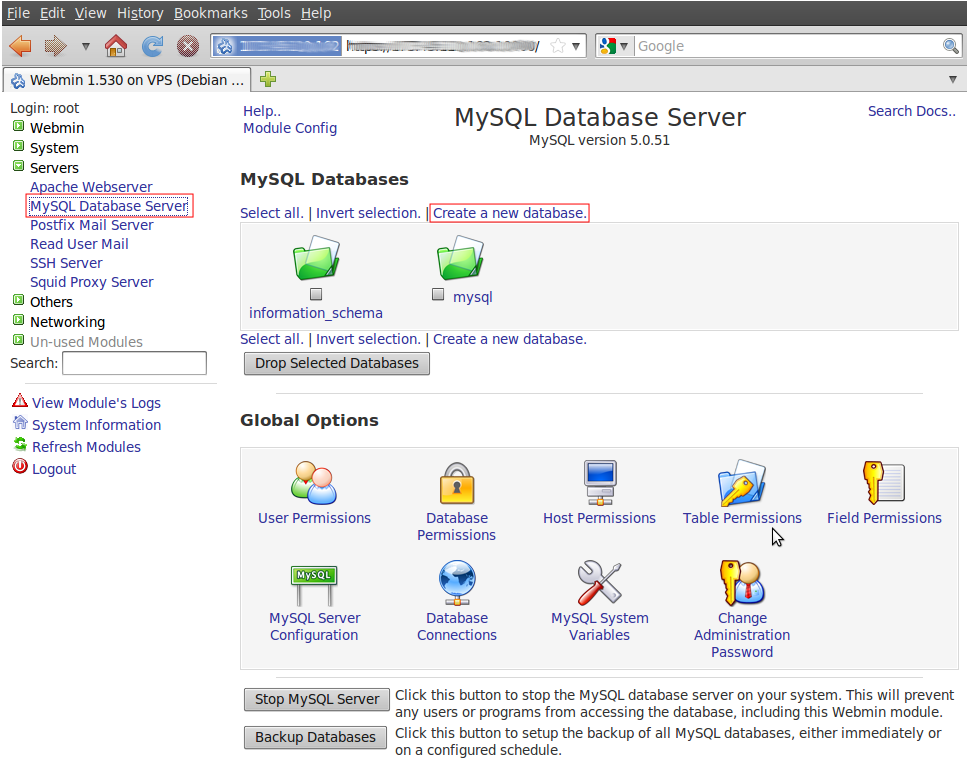 File Edit View History Bookmarks Tools Help
Google
Webmin 1.530 on VPS (Debian ...
Login: root
Webmin
System
Servers
Apache Webserver
MySQL Database Server
Postfix Mail Server
Read User Mail
SSH Server
Squid Proxy Server
Others
Networking
Un-used Modules
Search:
View Module's Logs
System Information
Refresh Modules
Logout
Help..
Module Config
MySQL Database Server
MySQL version 5.0.51
Search Docs..
MySQL Databases
Select all. | Invert selection. | Create a new database.
information_schema
mysql
Select all. | Invert selection. | Create a new database.
Drop Selected Databases
Global Options
User Permissions
Database
Permissions
Host Permissions
Table Permissions
Field Permissions
MySQL
MySQL Server
Configuration
Database
Connections
MySQL System
Variables
Change
Administration
Password
Stop MySQL Server
Click this button to stop the MySQL database server on your system. This will prevent
any users or programs from accessing the database, including this Webmin module.
Backup Databases
Click this button to setup the backup of all MySQL databases, either immediately or
on a configured schedule.